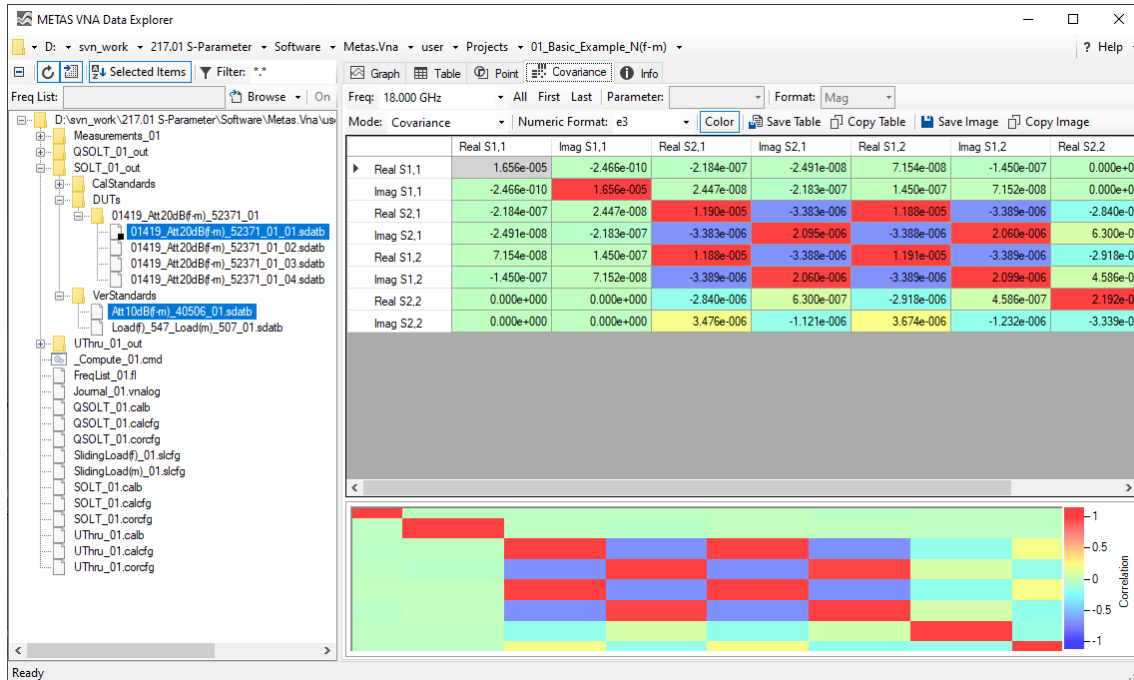 METAS VNA Data Explorer
D: svn_work 217.01 S-Parameter Software Metas.Vna user Projects 01_Basic_Example_N(f-m) ? Help
Selected Items Filter: *.* Graph Table Point Covariance Info
Freq List: Browse On Freq: 18.000 GHz All First Last Parameter: Format: Mag
Mode: Covariance Numeric Format: e3 Color Save Table Copy Table Save Image Copy Image
D:\svn_work\217.01 S-Parameter\Software\Metas.Vna\use
Measurements_01
QSOLT_01_out
SOLT_01_out
CalStandards
DUTs
01419_Att20dB(f-m)_52371_01
01419_Att20dB(f-m)_52371_01_01.sdatb
01419_Att20dB(f-m)_52371_01_02.sdatb
01419_Att20dB(f-m)_52371_01_03.sdatb
01419_Att20dB(f-m)_52371_01_04.sdatb
VerStandards
Att10dB(f-m)_40506_01.sdatb
Load(f)_547_Load(m)_507_01.sdatb
UThru_01_out
_Compute_01.cmd
FreqList_01.fl
Journal_01.vnalog
QSOLT_01.calb
QSOLT_01.calcfg
QSOLT_01.corcfg
SlidingLoad(f)_01.slcfg
SlidingLoad(m)_01.slcfg
SOLT_01.calb
SOLT_01.calcfg
SOLT_01.corcfg
UThru_01.calb
UThru_01.calcfg
UThru_01.corcfg
Real S1,1 Imag S1,1 Real S2,1 Imag S2,1 Real S1,2 Imag S1,2 Real S2,2
Real S1,1 1.656e-005 -2.466e-010 -2.184e-007 -2.491e-008 7.154e-008 -1.450e-007 0.000e+0
Imag S1,1 -2.466e-010 1.656e-005 2.447e-008 -2.183e-007 1.450e-007 7.152e-008 0.000e+0
Real S2,1 -2.184e-007 2.447e-008 1.190e-005 -3.383e-006 1.188e-005 -3.389e-006 -2.840e-0
Imag S2,1 -2.491e-008 -2.183e-007 -3.383e-006 2.095e-006 -3.388e-006 2.060e-006 6.300e-0
Real S1,2 7.154e-008 1.450e-007 1.188e-005 -3.388e-006 1.191e-005 -3.389e-006 -2.918e-0
Imag S1,2 -1.450e-007 7.152e-008 -3.389e-006 2.060e-006 -3.389e-006 2.099e-006 4.586e-0
Real S2,2 0.000e+000 0.000e+000 -2.840e-006 6.300e-007 -2.918e-006 4.586e-007 2.192e-0
Imag S2,2 0.000e+000 0.000e+000 3.476e-006 -1.121e-006 3.674e-006 -1.232e-006 -3.339e-0
1
0.5
0
-0.5
-1
Correlation
Ready